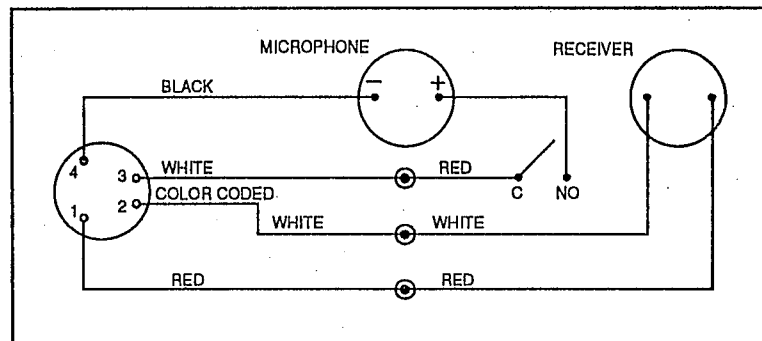 MICROPHONE
RECEIVER
− +
BLACK
4
3
WHITE
RED
C
NO
COLOR CODED
2
1
WHITE
WHITE
RED
RED